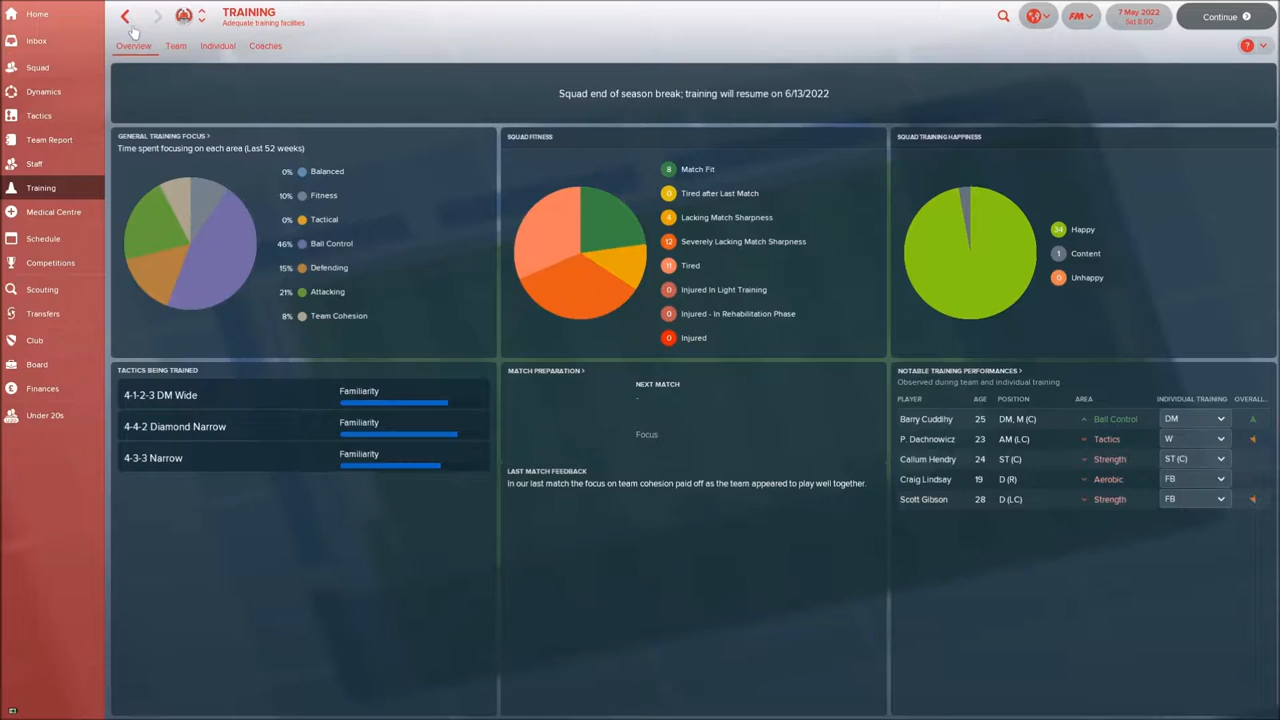 Home
Inbox
Squad
Dynamics
Tactics
Team Report
Staff
Training
Medical Centre
Schedule
Competitions
Scouting
Transfers
Club
Board
Finances
Under 20s
TRAINING
Adequate training facilities
FM
7 May 2022
Sat 8:00
Continue
Overview
Team
Individual
Coaches
?
Squad end of season break; training will resume on 6/13/2022
GENERAL TRAINING FOCUS >
Time spent focusing on each area (Last 52 weeks)
0% Balanced
10% Fitness
0% Tactical
46% Ball Control
15% Defending
21% Attacking
8% Team Cohesion
SQUAD FITNESS
8 Match Fit
0 Tired after Last Match
4 Lacking Match Sharpness
12 Severely Lacking Match Sharpness
11 Tired
0 Injured In Light Training
0 Injured - In Rehabilitation Phase
0 Injured
SQUAD TRAINING HAPPINESS
34 Happy
1 Content
0 Unhappy
TACTICS BEING TRAINED
4-1-2-3 DM Wide Familiarity
4-4-2 Diamond Narrow Familiarity
4-3-3 Narrow Familiarity
MATCH PREPARATION >
NEXT MATCH
-
Focus
LAST MATCH FEEDBACK
In our last match the focus on team cohesion paid off as the team appeared to play well together.
NOTABLE TRAINING PERFORMANCES >
Observed during team and individual training
PLAYER AGE POSITION AREA INDIVIDUAL TRAINING OVERALL...
Barry Cuddihy 25 DM, M (C) Ball Control DM
P. Dachnowicz 23 AM (LC) Tactics W
Callum Hendry 24 ST (C) Strength ST (C)
Craig Lindsay 19 D (R) Aerobic FB
Scott Gibson 28 D (LC) Strength FB